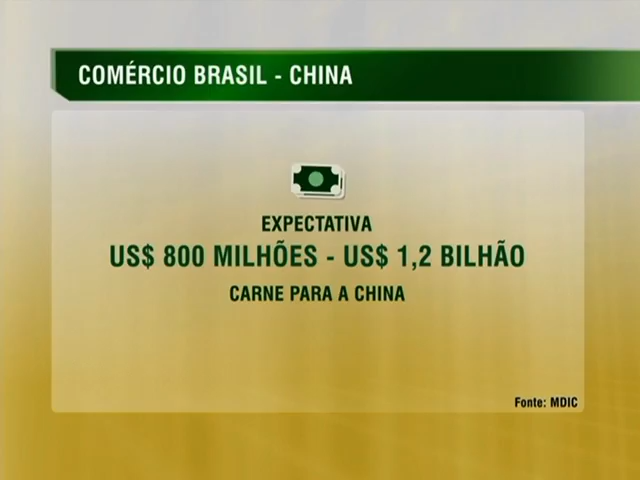 COMÉRCIO BRASIL - CHINA
EXPECTATIVA
US$ 800 MILHÕES - US$ 1,2 BILHÃO
CARNE PARA A CHINA
Fonte: MDIC